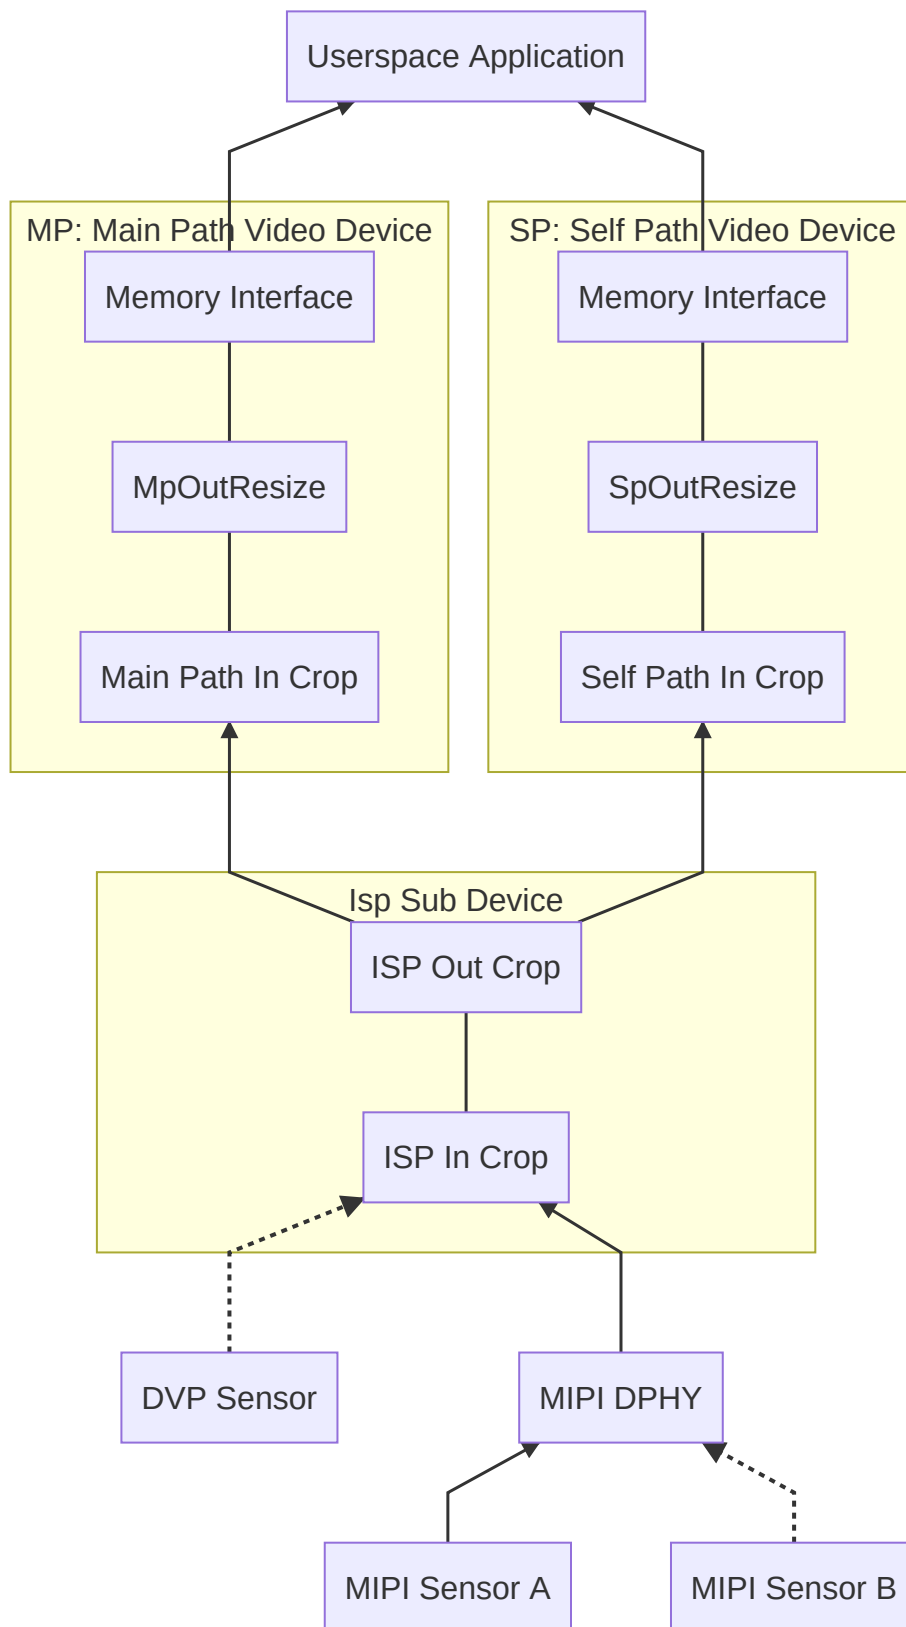 Userspace Application
MP: Main Path Video Device
SP: Self Path Video Device
Memory Interface
Memory Interface
MpOutResize
SpOutResize
Main Path In Crop
Self Path In Crop
Isp Sub Device
ISP Out Crop
ISP In Crop
DVP Sensor
MIPI DPHY
MIPI Sensor A
MIPI Sensor B